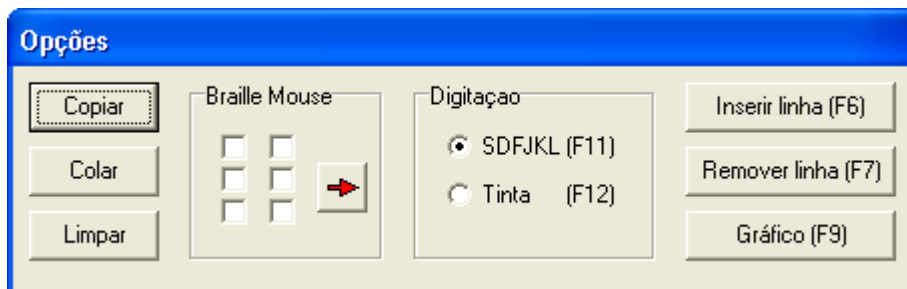 Opções
Copiar
Colar
Limpar
Braille Mouse
Digitaçao
SDFJKL (F11)
Tinta (F12)
Inserir linha (F6)
Remover linha (F7)
Gráfico (F9)